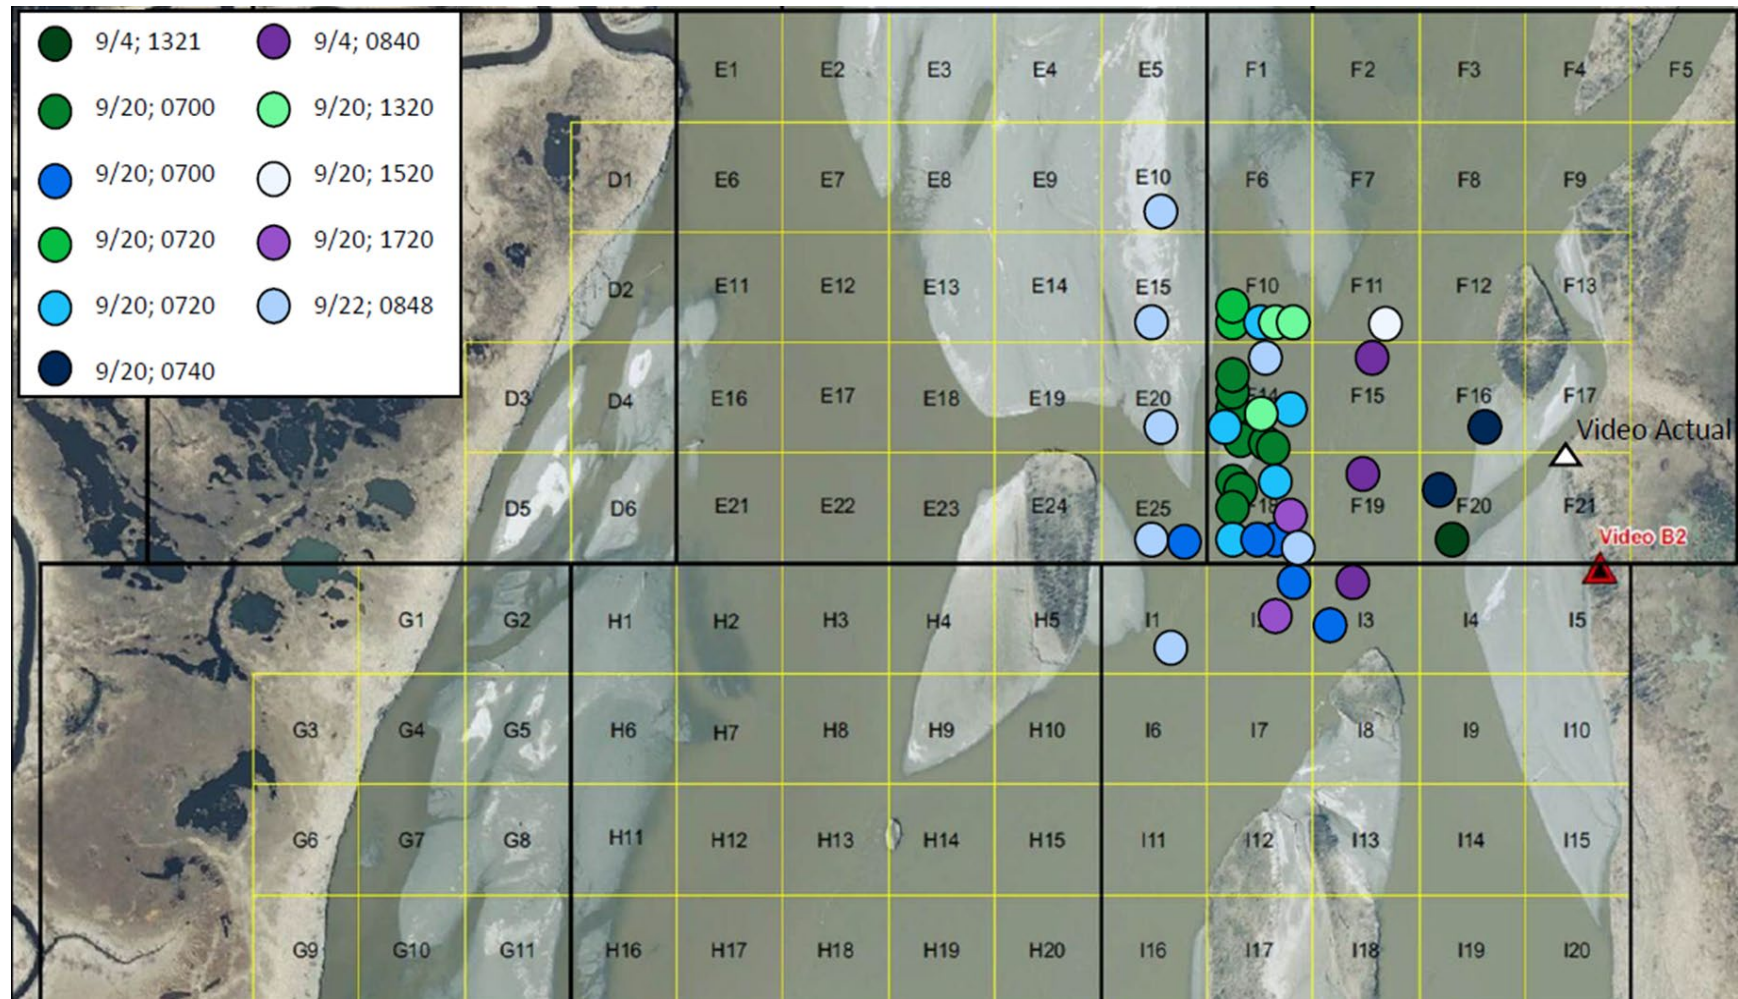 9/4; 1321
9/4; 0840
9/20; 0700
9/20; 1320
9/20; 0700
9/20; 1520
9/20; 0720
9/20; 1720
9/20; 0720
9/22; 0848
9/20; 0740
E1 E2 E3 E4 E5 F1 F2 F3 F4 F5
D1 E6 E7 E8 E9 E10 F6 F7 F8 F9
D2 E11 E12 E13 E14 E15 F10 F11 F12 F13
D3 D4 E16 E17 E18 E19 E20 F14 F15 F16 F17
Video Actual
D5 D6 E21 E22 E23 E24 E25 F18 F19 F20 F21
Video B2
G1 G2 H1 H2 H3 H4 H5 I1 I3 I4 I5
G3 G4 G5 H6 H7 H8 H9 H10 I6 I7 I8 I9 I10
G6 G7 G8 H11 H12 H13 H14 H15 I11 I12 I13 I14 I15
G9 G10 G11 H16 H17 H18 H19 H20 I16 I17 I18 I19 I20